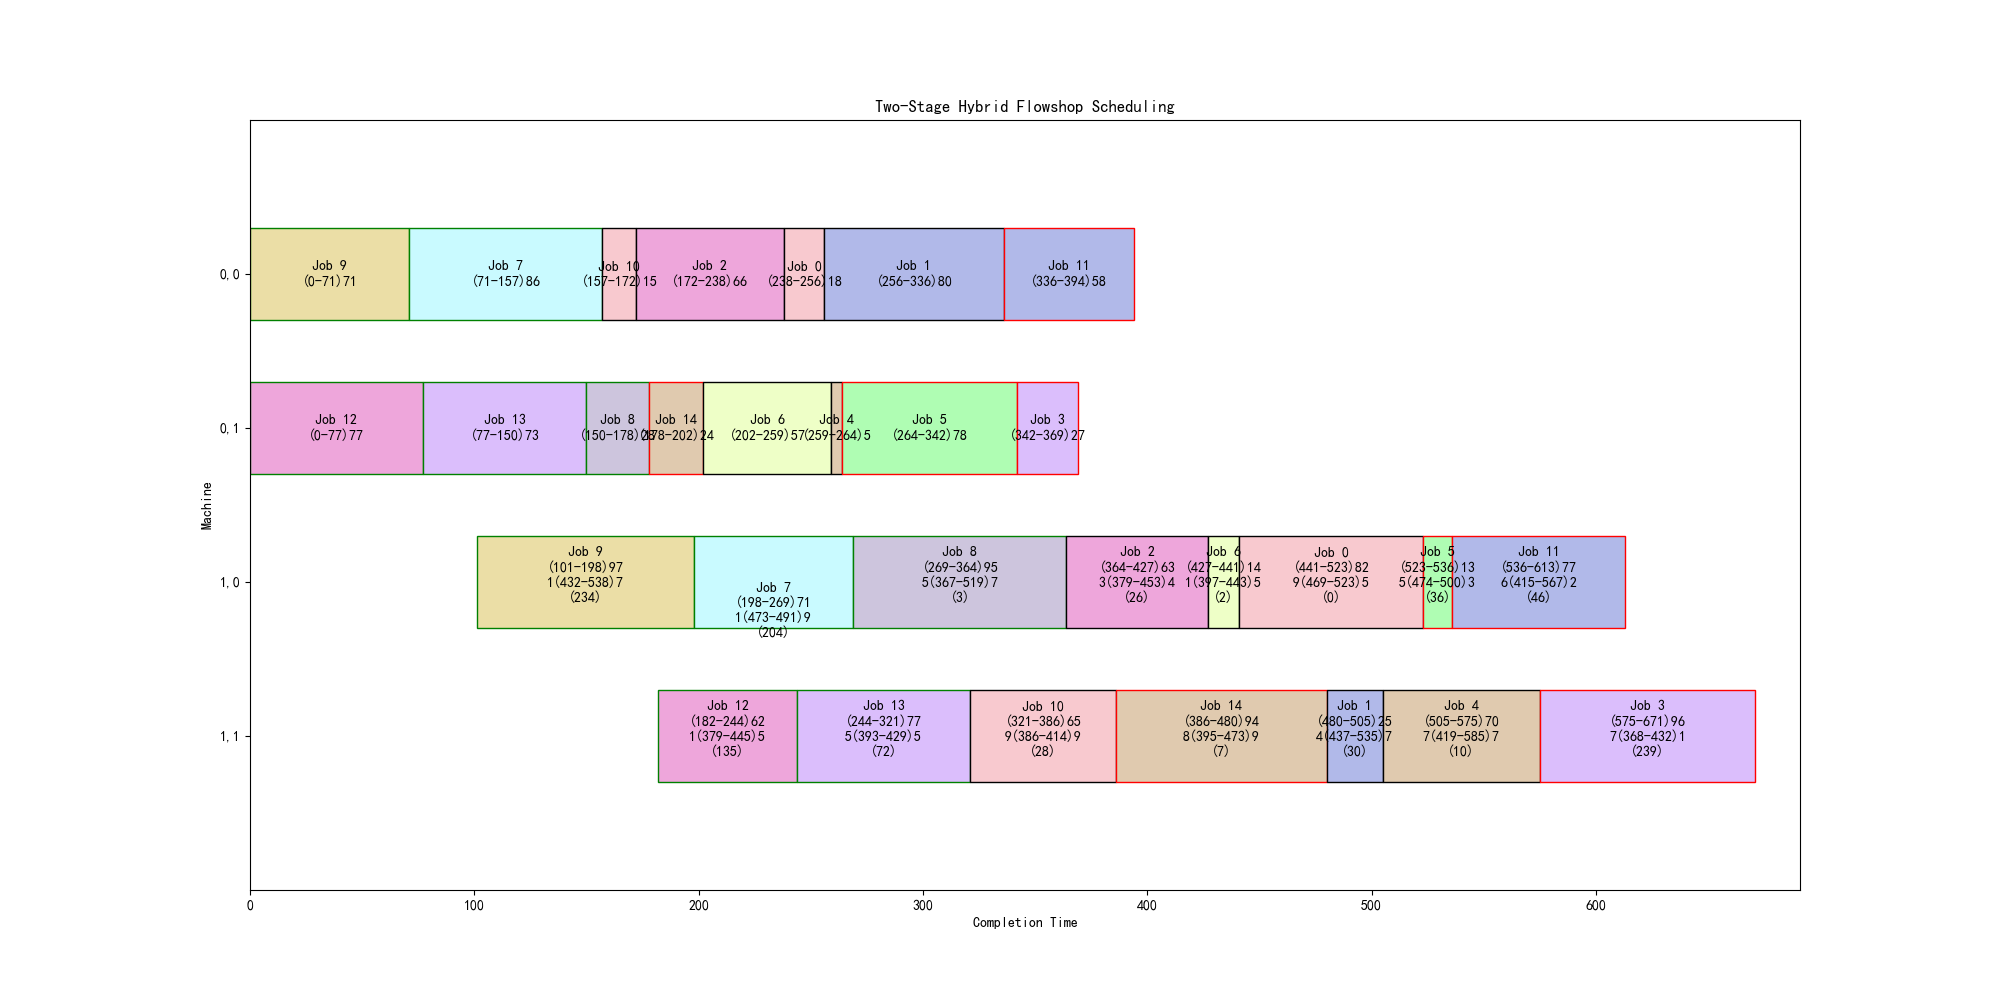 Two-Stage Hybrid Flowshop Scheduling
0,0
Job 9
(0-71)71
Job 7
(71-157)86
Job 10
(157-172)15
Job 2
(172-238)66
Job 0
(238-256)18
Job 1
(256-336)80
Job 11
(336-394)58
0,1
Job 12
(0-77)77
Job 13
(77-150)73
Job 8
(150-178)28
Job 14
(178-202)24
Job 6
(202-259)57
Job 4
(259-264)5
Job 5
(264-342)78
Job 3
(342-369)27
Machine
1,0
Job 9
(101-198)97
1(432-538)7
(234)
Job 7
(198-269)71
1(473-491)9
(204)
Job 8
(269-364)95
5(367-519)7
(3)
Job 2
(364-427)63
3(379-453)4
(26)
Job 6
(427-441)14
1(397-443)5
(2)
Job 0
(441-523)82
9(469-523)5
(0)
Job 5
(523-536)13
5(474-500)3
(36)
Job 11
(536-613)77
6(415-567)2
(46)
1,1
Job 12
(182-244)62
1(379-445)5
(135)
Job 13
(244-321)77
5(393-429)5
(72)
Job 10
(321-386)65
9(386-414)9
(28)
Job 14
(386-480)94
8(395-473)9
(7)
Job 1
(480-505)25
4(437-535)7
(30)
Job 4
(505-575)70
7(419-585)7
(10)
Job 3
(575-671)96
7(368-432)1
(239)
0
100
200
300
400
500
600
Completion Time